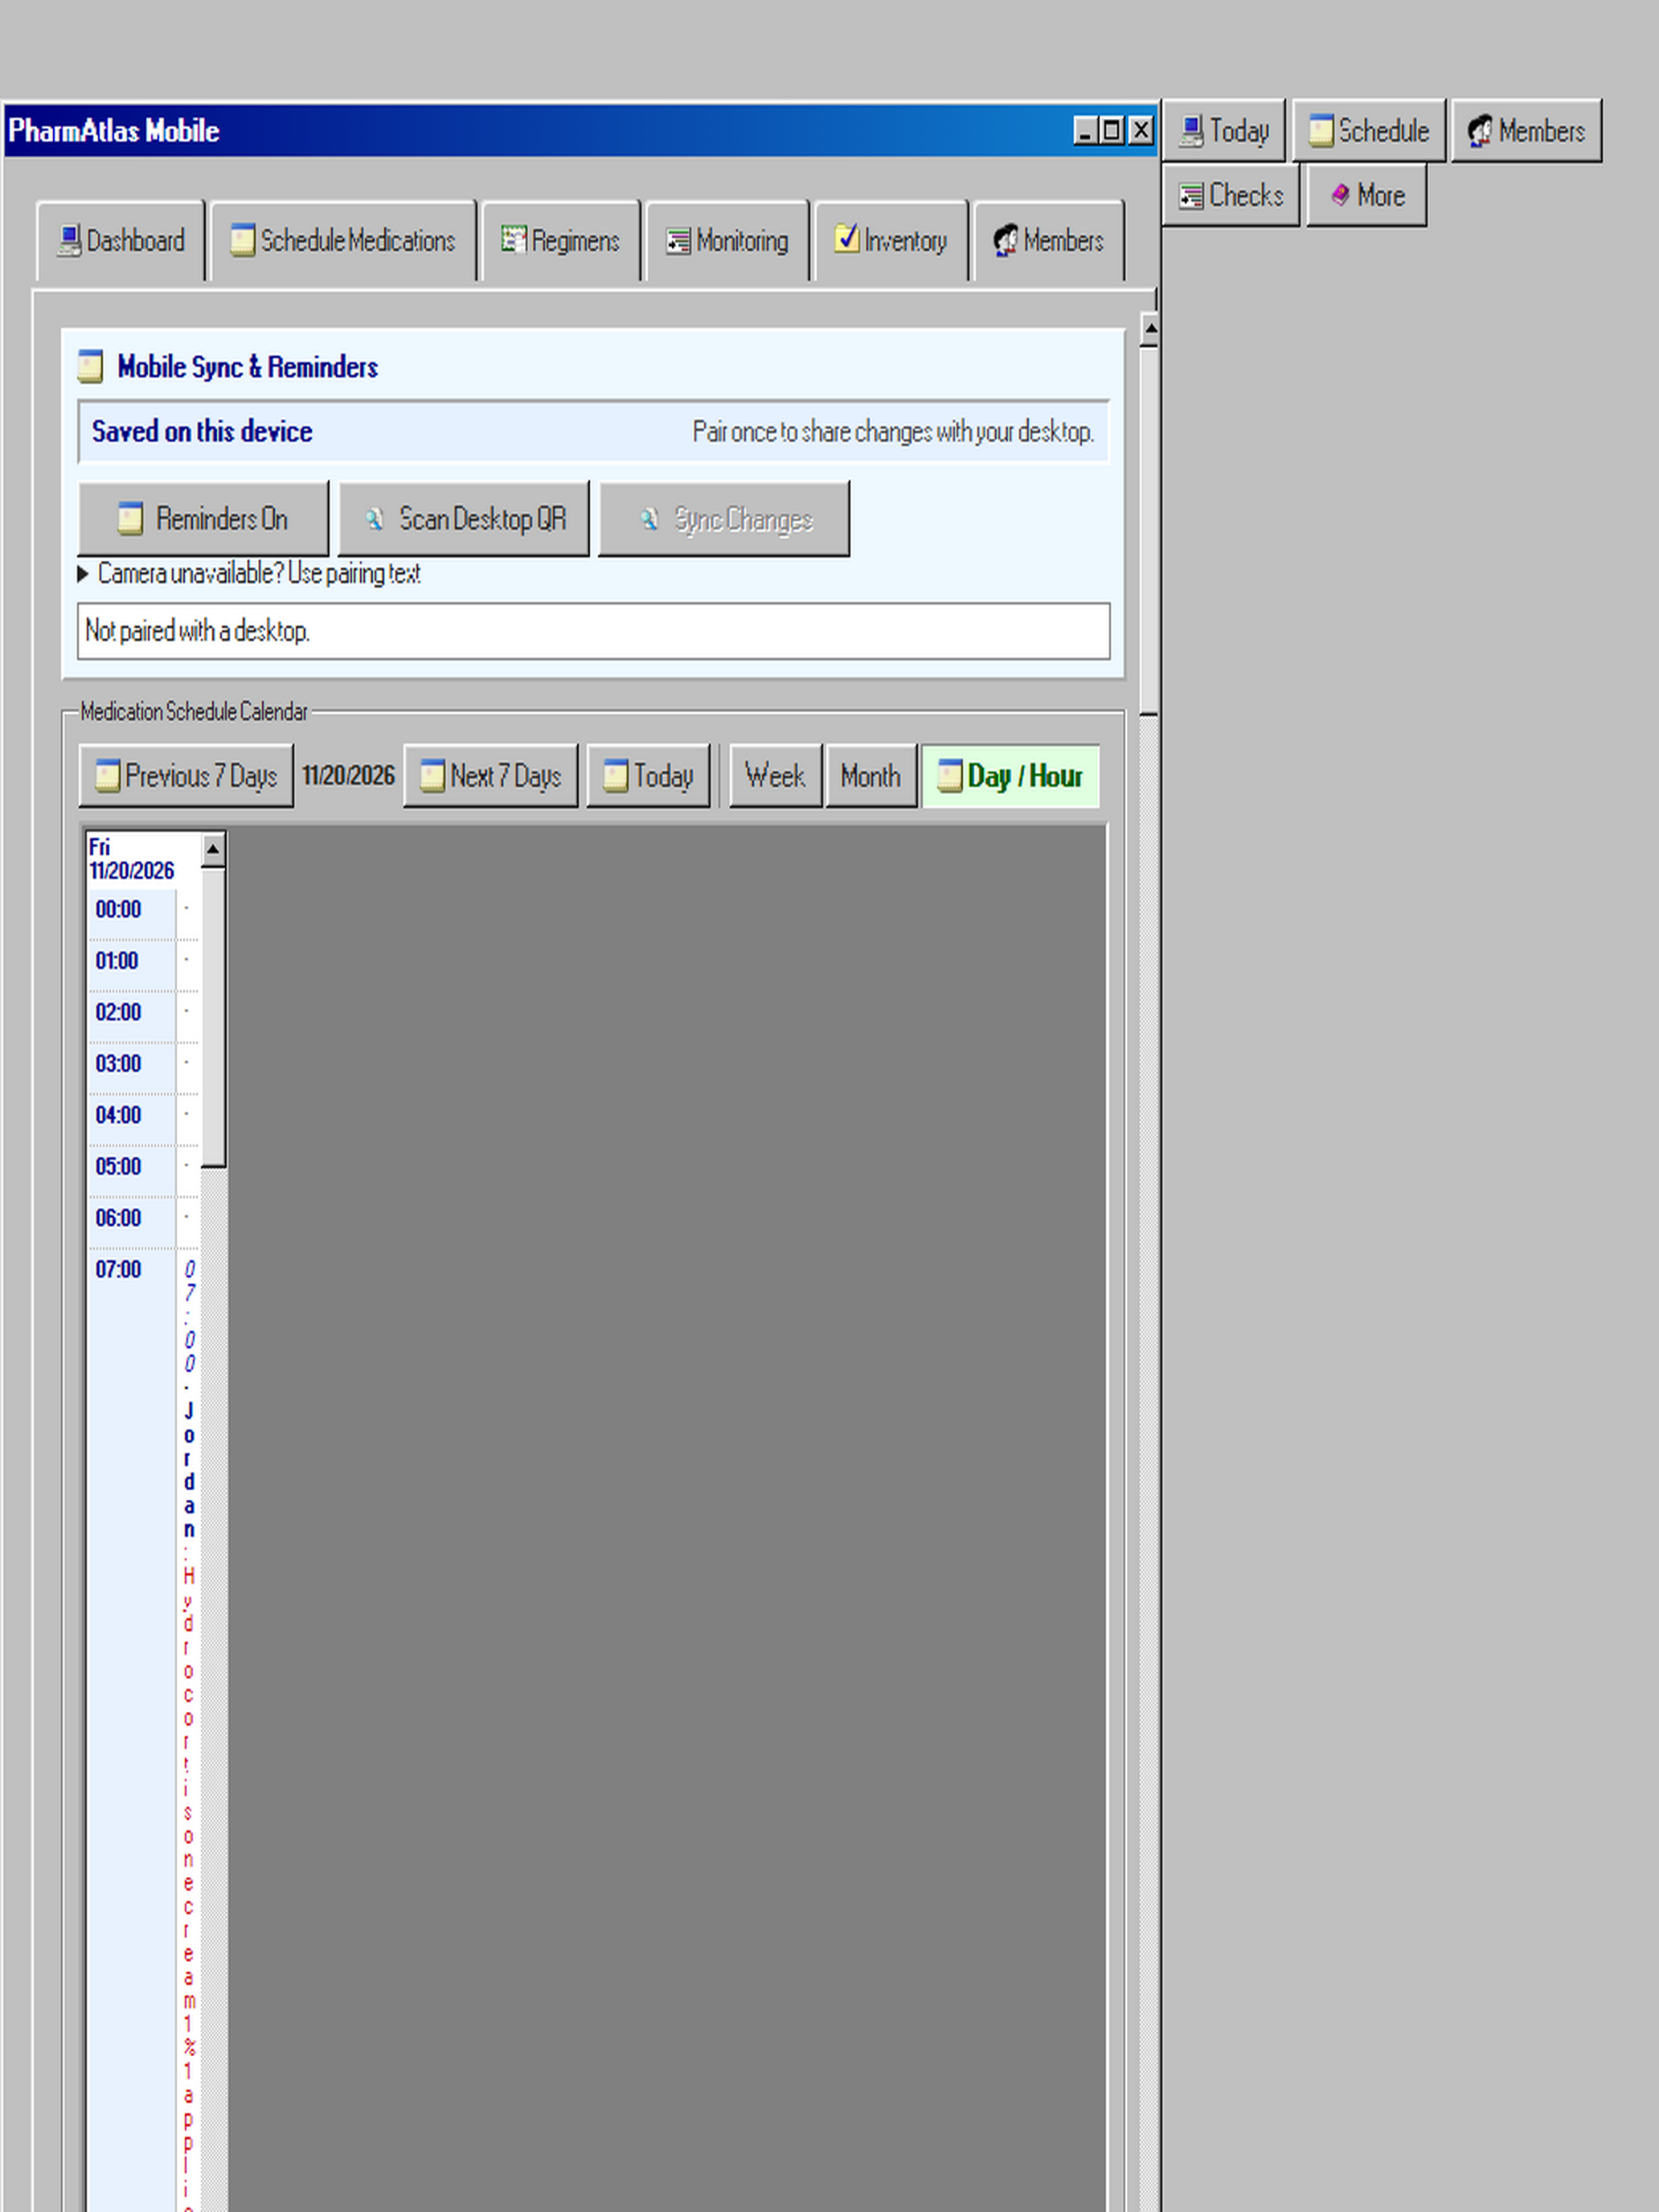 PharmAtlas Mobile
Today
Schedule
Members
Checks
More
Dashboard
Schedule Medications
Regimens
Monitoring
Inventory
Members
Mobile Sync & Reminders
Saved on this device
Pair once to share changes with your desktop.
Reminders On
Scan Desktop QR
Sync Changes
Camera unavailable? Use pairing text
Not paired with a desktop.
Medication Schedule Calendar
Previous 7 Days
11/20/2026
Next 7 Days
Today
Week
Month
Day / Hour
Fri
11/20/2026
00:00 -
01:00 -
02:00 -
03:00 -
04:00 -
05:00 -
06:00 -
07:00
07:00 - Jordan: Hydrocortisone cream 1% 1 appli